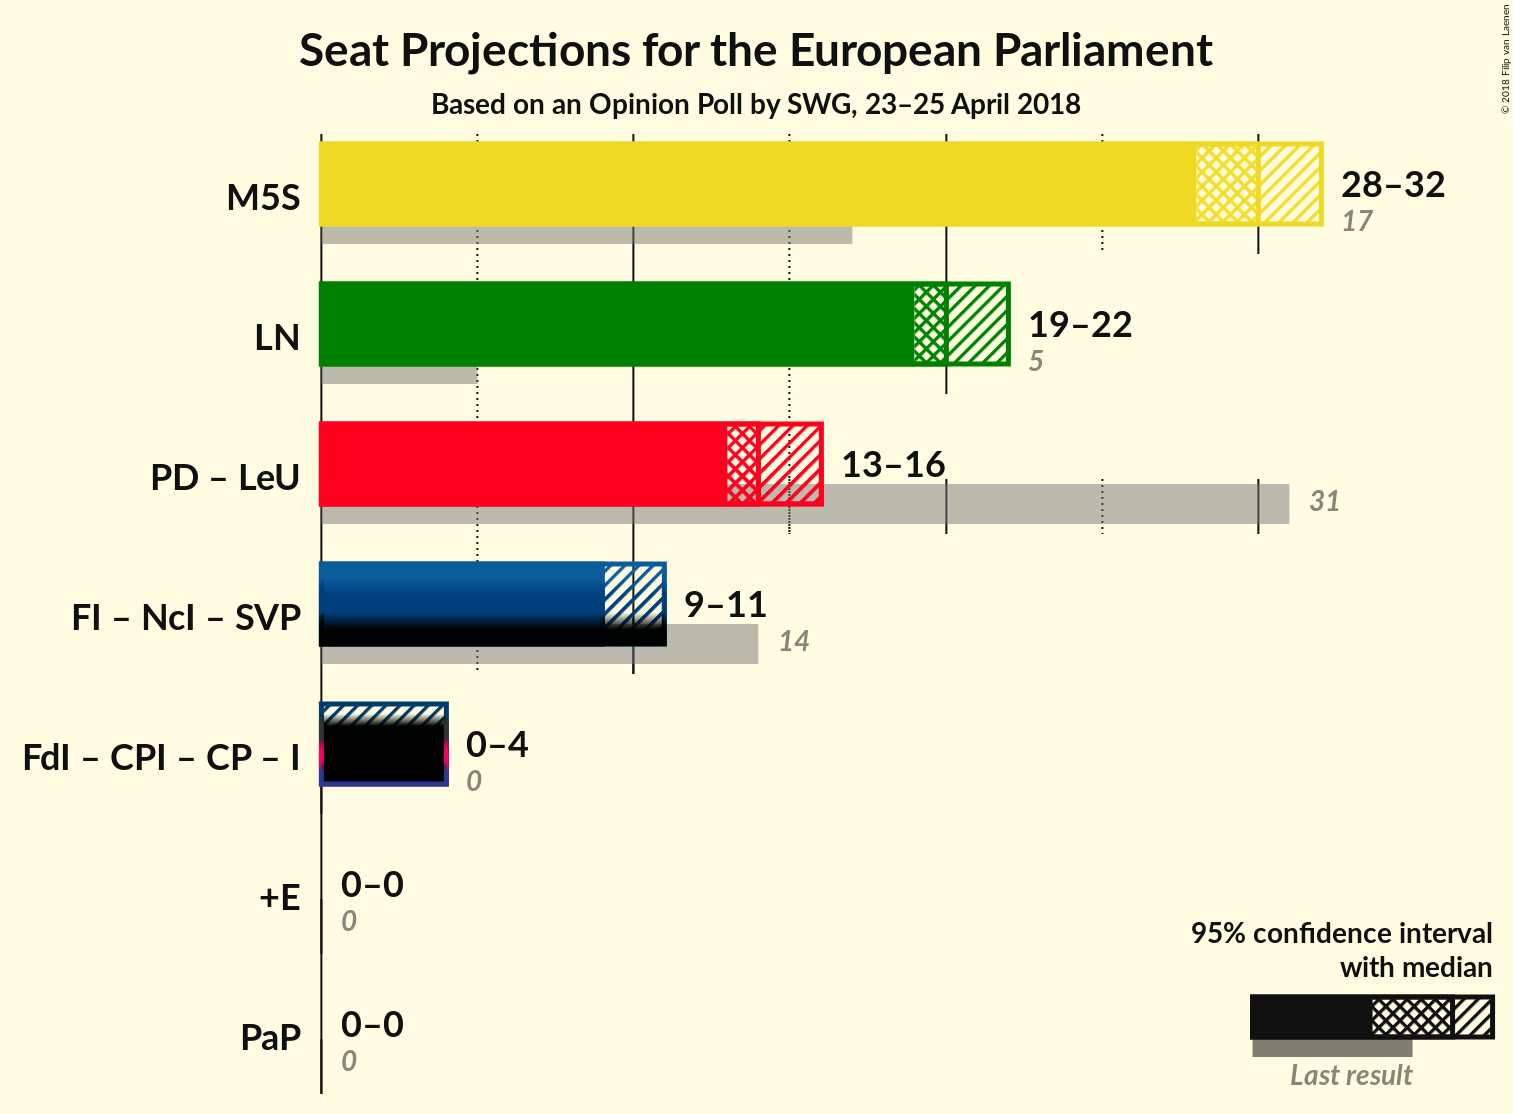 Seat Projections for the European Parliament
Based on an Opinion Poll by SWG, 23–25 April 2018
© 2018 Filip van Laenen
M5S
28–32
17
LN
19–22
5
PD – LeU
13–16
31
FI – NcI – SVP
9–11
14
FdI – CPI – CP – I
0–4
0
+E
0–0
0
PaP
0–0
0
95% confidence interval
with median
Last result